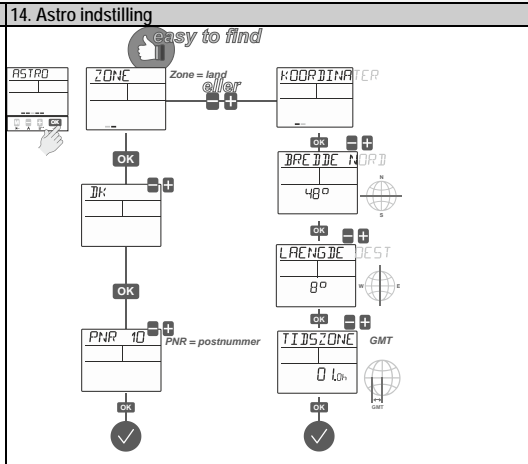 14. Astro indstilling
easy to find
ASTRO
OK
ZONE
Zone = land
eller
- +
KOORDINATER
OK
- +
DK
OK
PNR 10
- +
PNR = postnummer
OK
OK
- +
BREDDE NORD
48°
N
S
OK
- +
LAENGDE OEST
8°
W
E
OK
- +
TIDSZONE
GMT
01.0h
GMT
OK